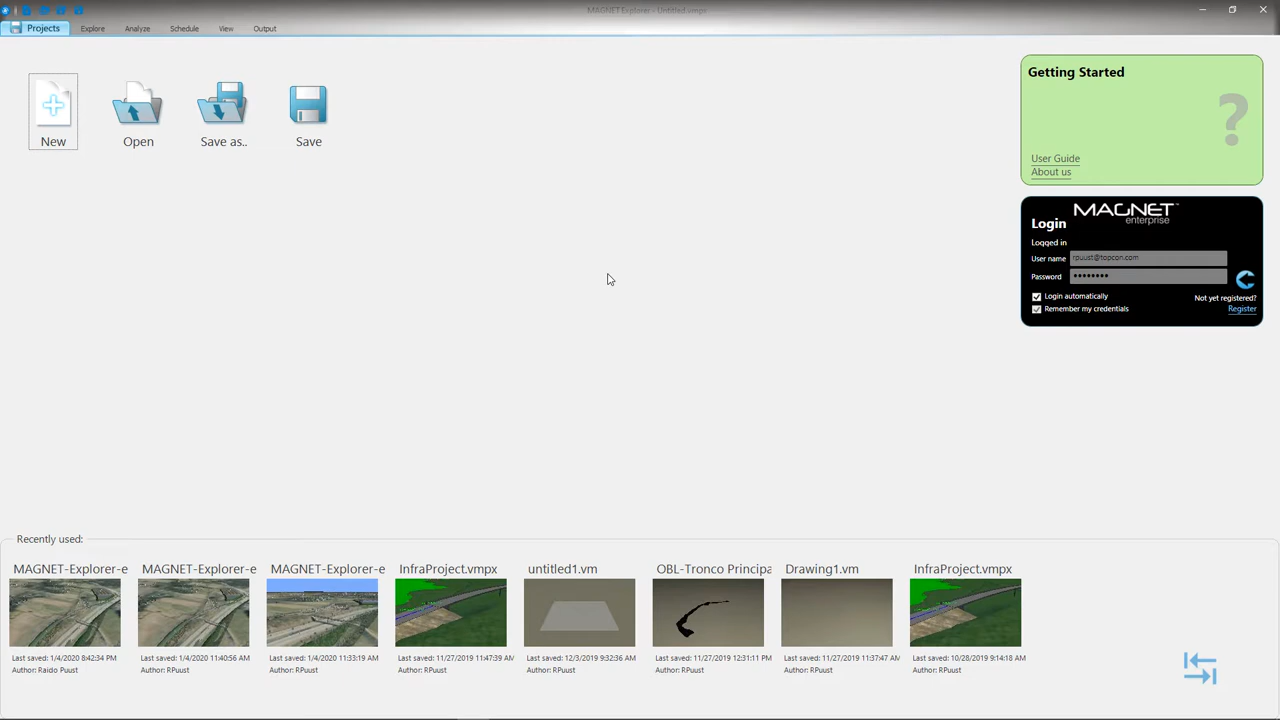 MAGNET Explorer - Untitled.vmpx
Projects
Explore
Analyze
Schedule
View
Output
New
Open
Save as..
Save
Getting Started
?
User Guide
About us
MAGNET™
enterprise
Login
Logged in
User name
rpuust@topcon.com
Password
••••••••
Login automatically
Not yet registered?
Remember my credentials
Register
Recently used:
MAGNET-Explorer-e
MAGNET-Explorer-e
MAGNET-Explorer-e
InfraProject.vmpx
untitled1.vm
OBL-Tronco Principa
Drawing1.vm
InfraProject.vmpx
Last saved: 1/4/2020 8:42:34 PM
Last saved: 1/4/2020 11:40:56 AM
Last saved: 1/4/2020 11:33:19 AM
Last saved: 11/27/2019 11:47:39 AM
Last saved: 12/3/2019 9:32:36 AM
Last saved: 11/27/2019 12:31:11 PM
Last saved: 11/27/2019 11:37:47 AM
Last saved: 10/28/2019 9:14:18 AM
Author: Raido Puust
Author: RPuust
Author: RPuust
Author: RPuust
Author: RPuust
Author: RPuust
Author: RPuust
Author: RPuust